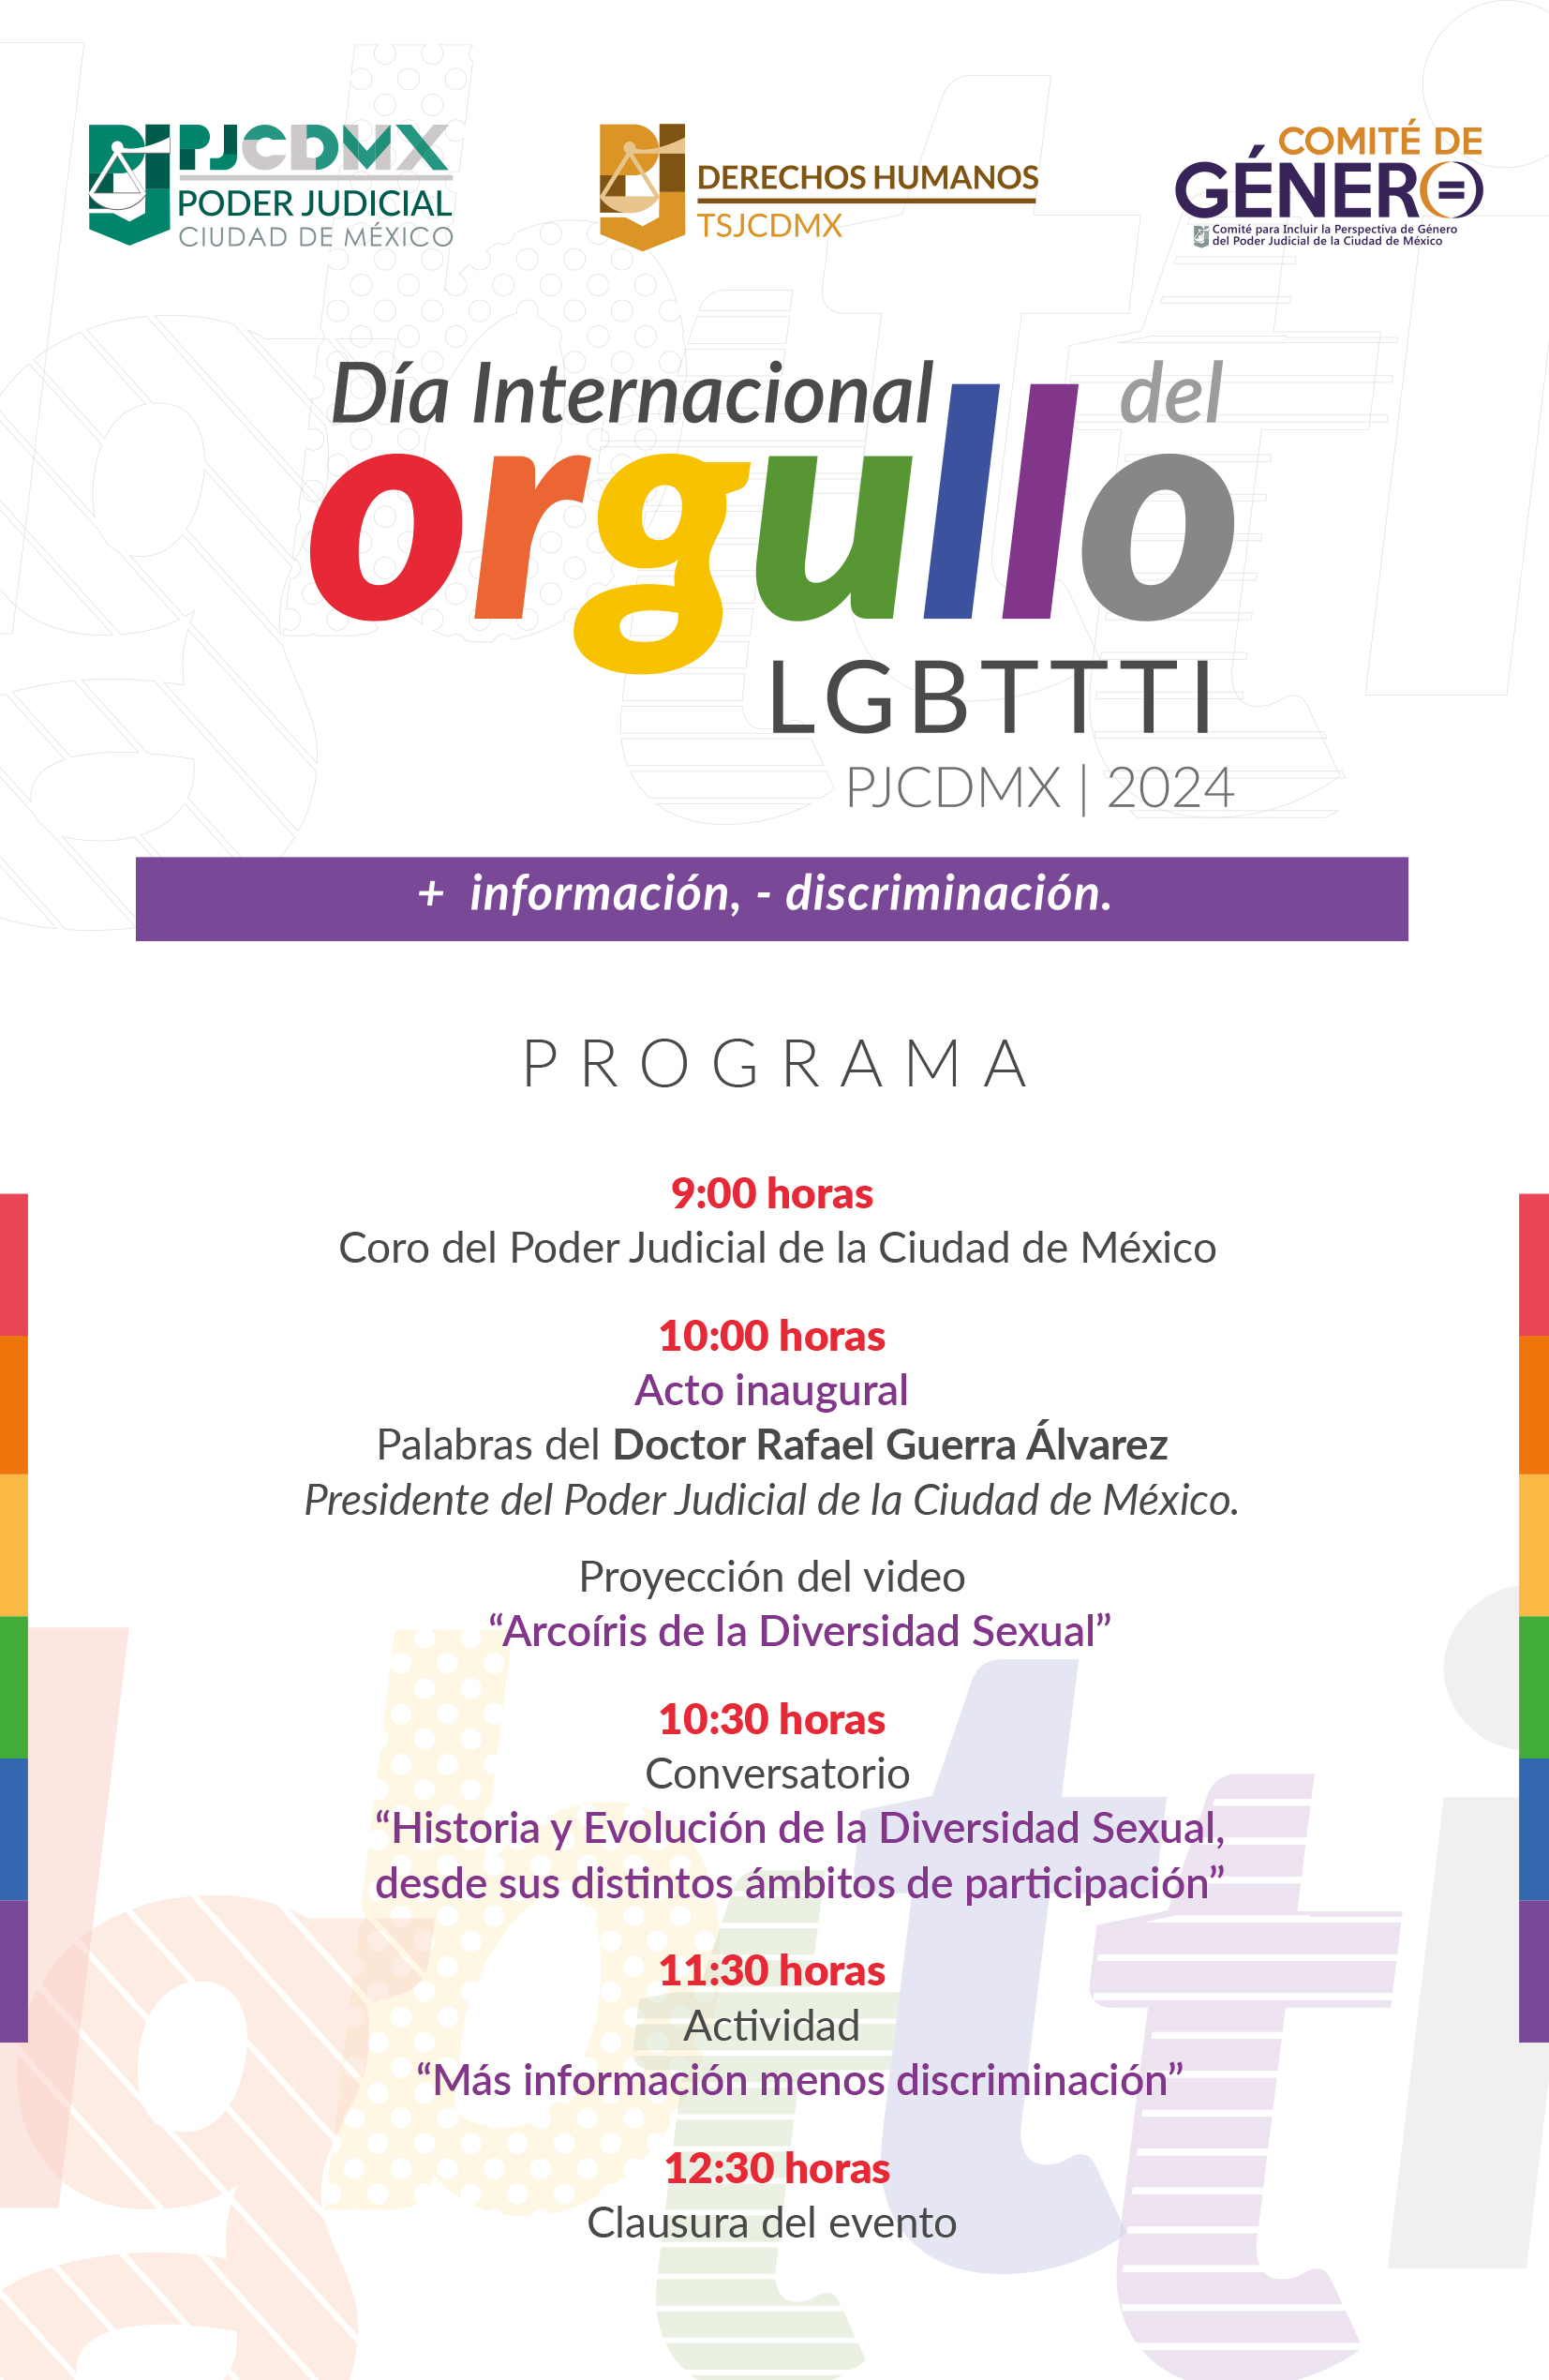 PJCDMX
PODER JUDICIAL
CIUDAD DE MÉXICO
DERECHOS HUMANOS
TSJCDMX
COMITÉ DE
GÉNERO
Comité para Incluir la Perspectiva de Género
del Poder Judicial de la Ciudad de México
Día Internacional del
orgullo
LGBTTTI
PJCDMX | 2024
+ información, - discriminación.
PROGRAMA
9:00 horas
Coro del Poder Judicial de la Ciudad de México
10:00 horas
Acto inaugural
Palabras del Doctor Rafael Guerra Álvarez
Presidente del Poder Judicial de la Ciudad de México.
Proyección del video
“Arcoíris de la Diversidad Sexual”
10:30 horas
Conversatorio
“Historia y Evolución de la Diversidad Sexual,
desde sus distintos ámbitos de participación”
11:30 horas
Actividad
“Más información menos discriminación”
12:30 horas
Clausura del evento